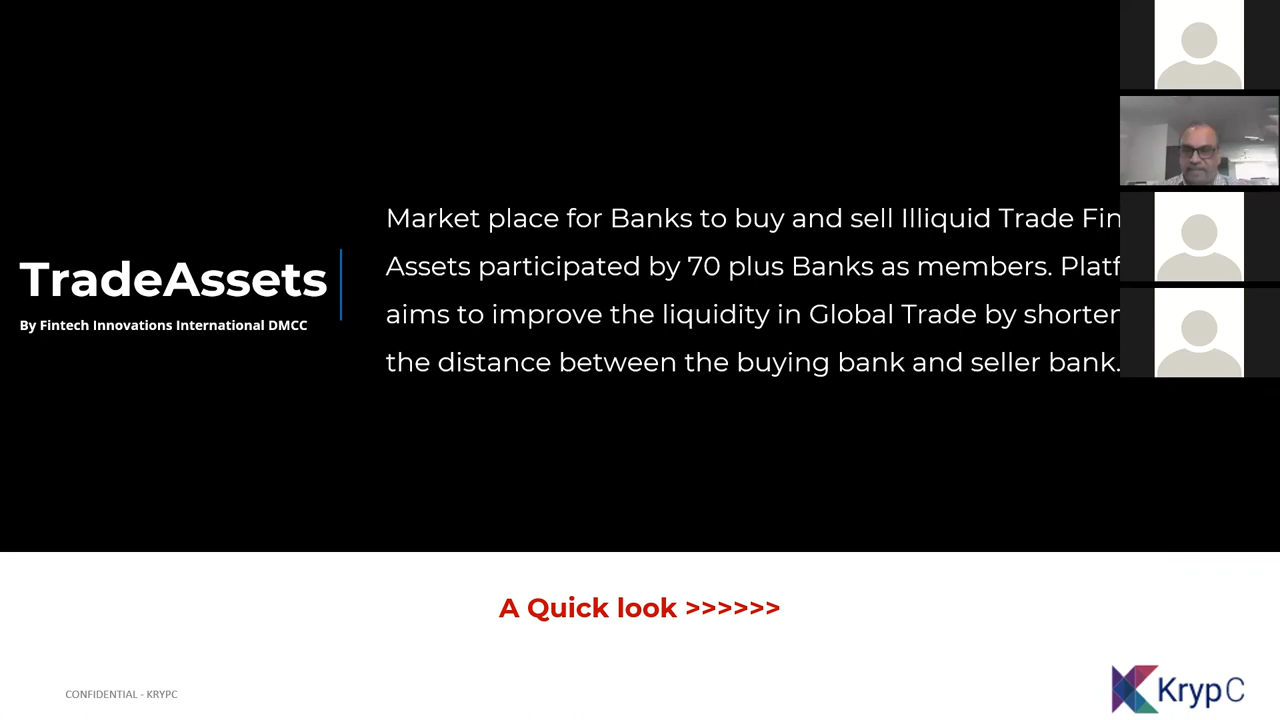 Market place for Banks to buy and sell Illiquid Trade Fin
Assets participated by 70 plus Banks as members. Platf
aims to improve the liquidity in Global Trade by shorten
the distance between the buying bank and seller bank.
TradeAssets
By Fintech Innovations International DMCC
A Quick look >>>>>>
CONFIDENTIAL - KRYPC
KrypC